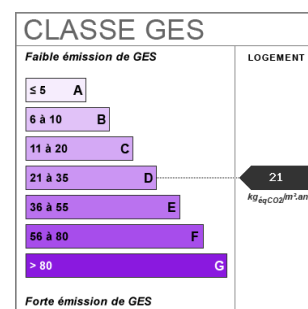 CLASSE GES
Faible émission de GES
LOGEMENT
≤ 5 A
6 à 10 B
11 à 20 C
21 à 35 D
21
kgéqCO2/m².an
36 à 55 E
56 à 80 F
> 80 G
Forte émission de GES